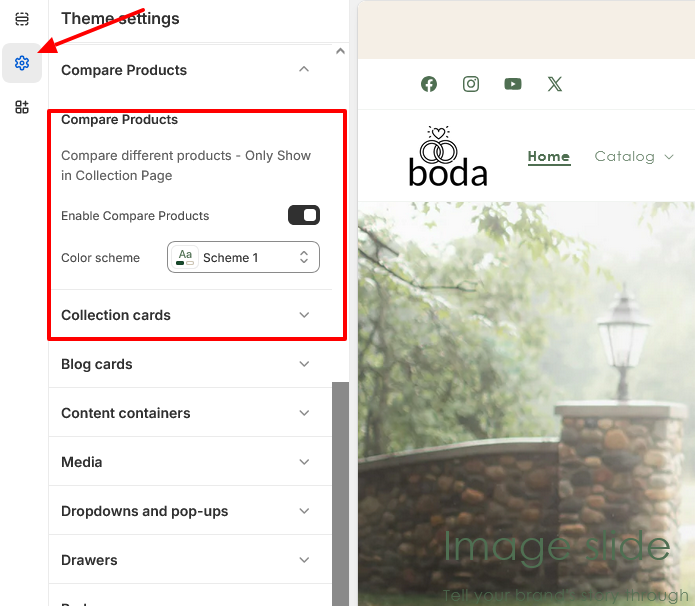 Theme settings
Compare Products
Compare Products
Compare different products - Only Show
in Collection Page
Enable Compare Products
Color scheme
Aa
Scheme 1
Collection cards
Blog cards
Content containers
Media
Dropdowns and pop-ups
Drawers
boda
Home
Catalog
Image slide
Tell your brand's story through